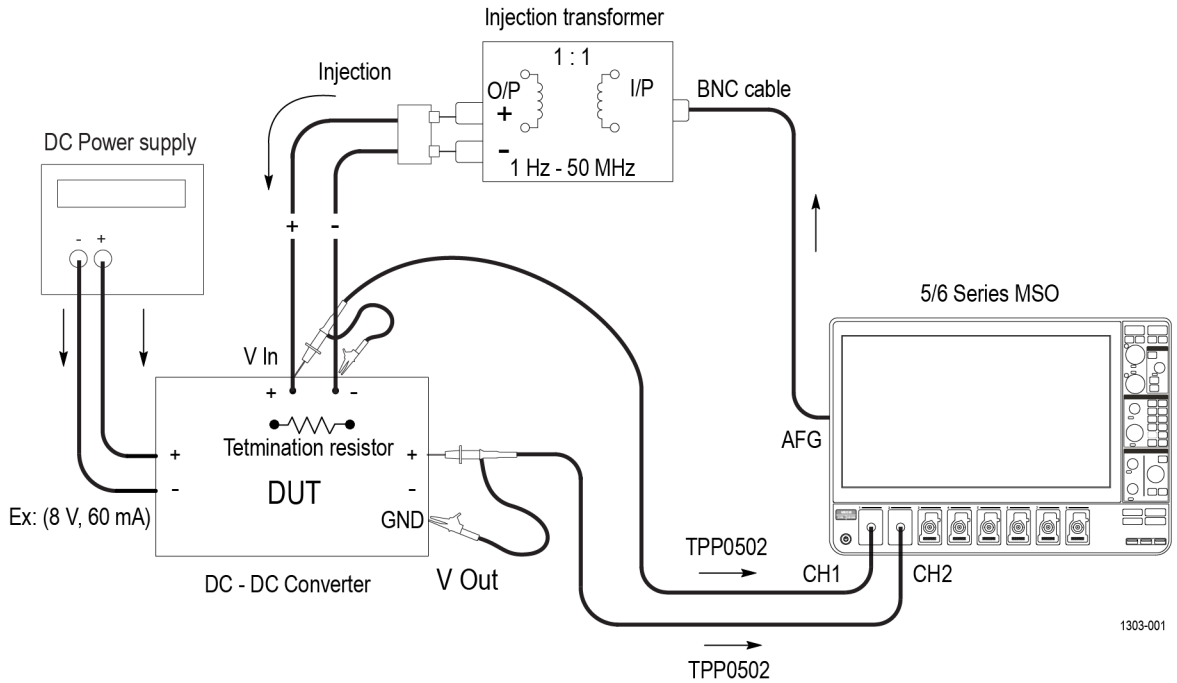 Injection transformer
1 : 1
O/P
I/P
+
-
1 Hz - 50 MHz
Injection
BNC cable
DC Power supply
- +
+ -
5/6 Series MSO
V In
+ -
Tetmination resistor
+
-
DUT
+
-
GND
Ex: (8 V, 60 mA)
DC - DC Converter
V Out
AFG
TPP0502
CH1
CH2
TPP0502
1303-001